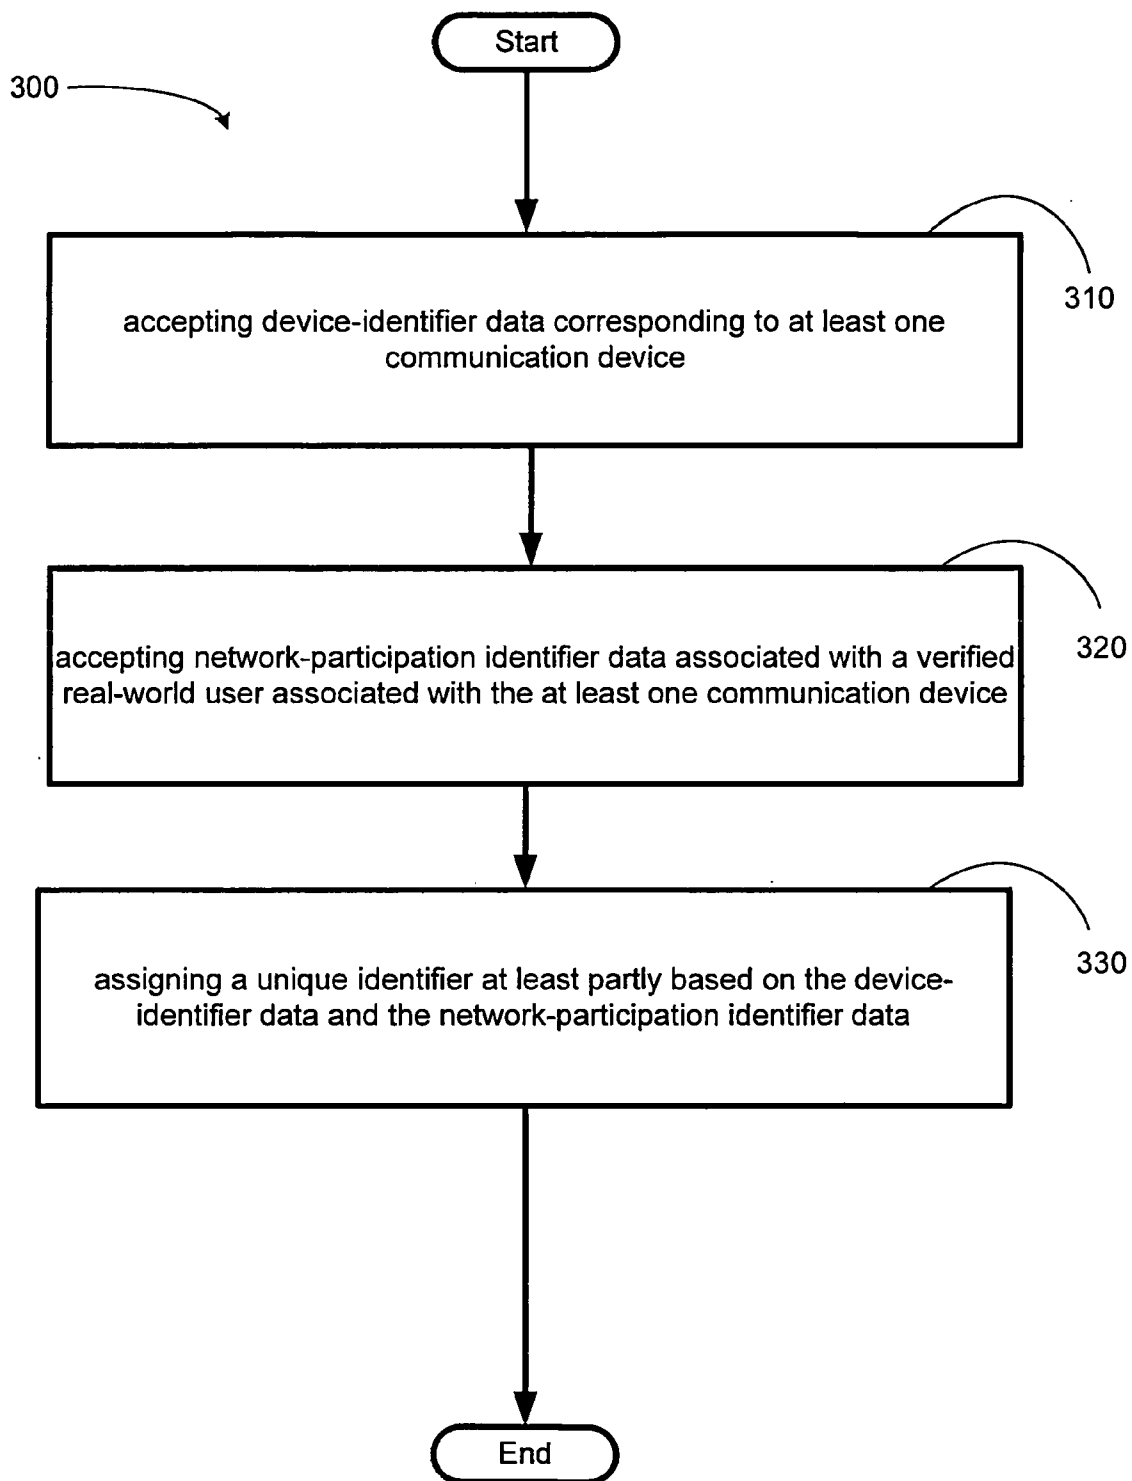 Start
300
310
accepting device-identifier data corresponding to at least one
communication device
320
accepting network-participation identifier data associated with a verified
real-world user associated with the at least one communication device
330
assigning a unique identifier at least partly based on the device-
identifier data and the network-participation identifier data
End